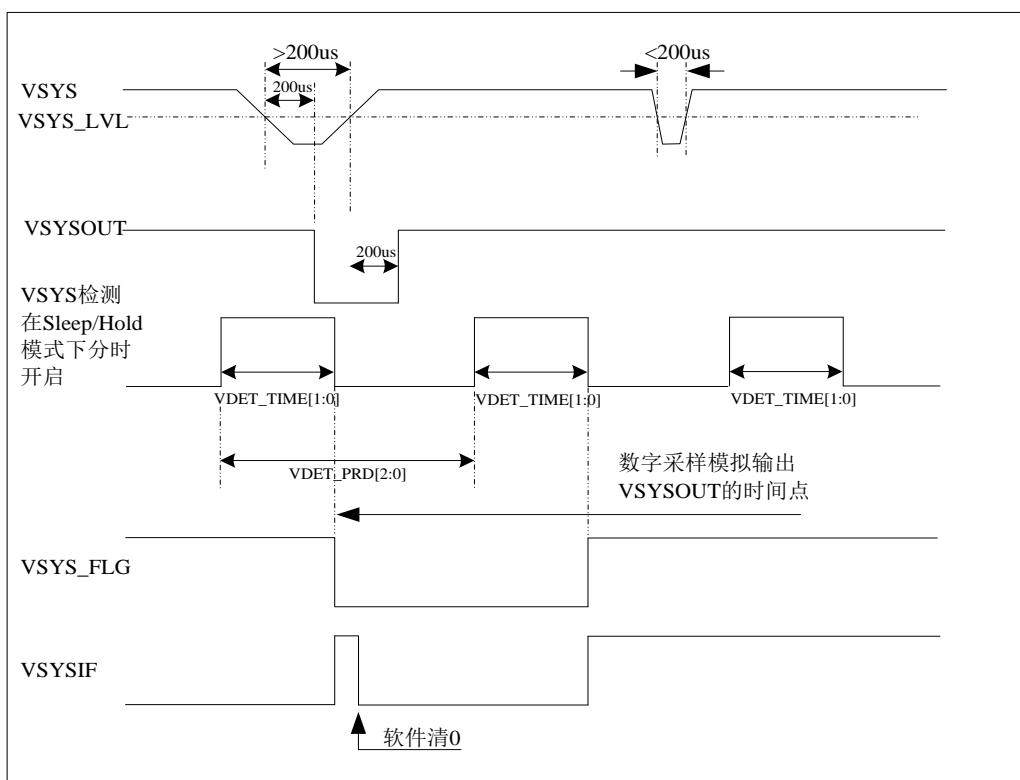 >200us
<200us
VSYS
200us
VSYS_LVL
VSYSOUT
200us
VSYS检测
在Sleep/Hold
模式下分时
开启
VDET_TIME[1:0]
VDET_TIME[1:0]
VDET_TIME[1:0]
VDET_PRD[2:0]
数字采样模拟输出
VSYSOUT的时间点
VSYS_FLG
VSYSIF
软件清0